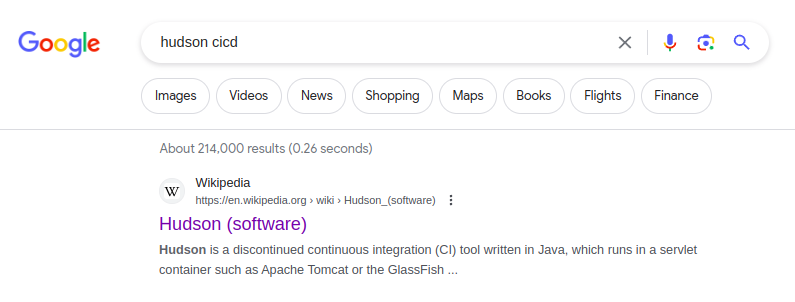 Google
hudson cicd
Images
Videos
News
Shopping
Maps
Books
Flights
Finance
About 214,000 results (0.26 seconds)
W
Wikipedia
https://en.wikipedia.org › wiki › Hudson_(software)
Hudson (software)
Hudson is a discontinued continuous integration (CI) tool written in Java, which runs in a servlet
container such as Apache Tomcat or the GlassFish ...